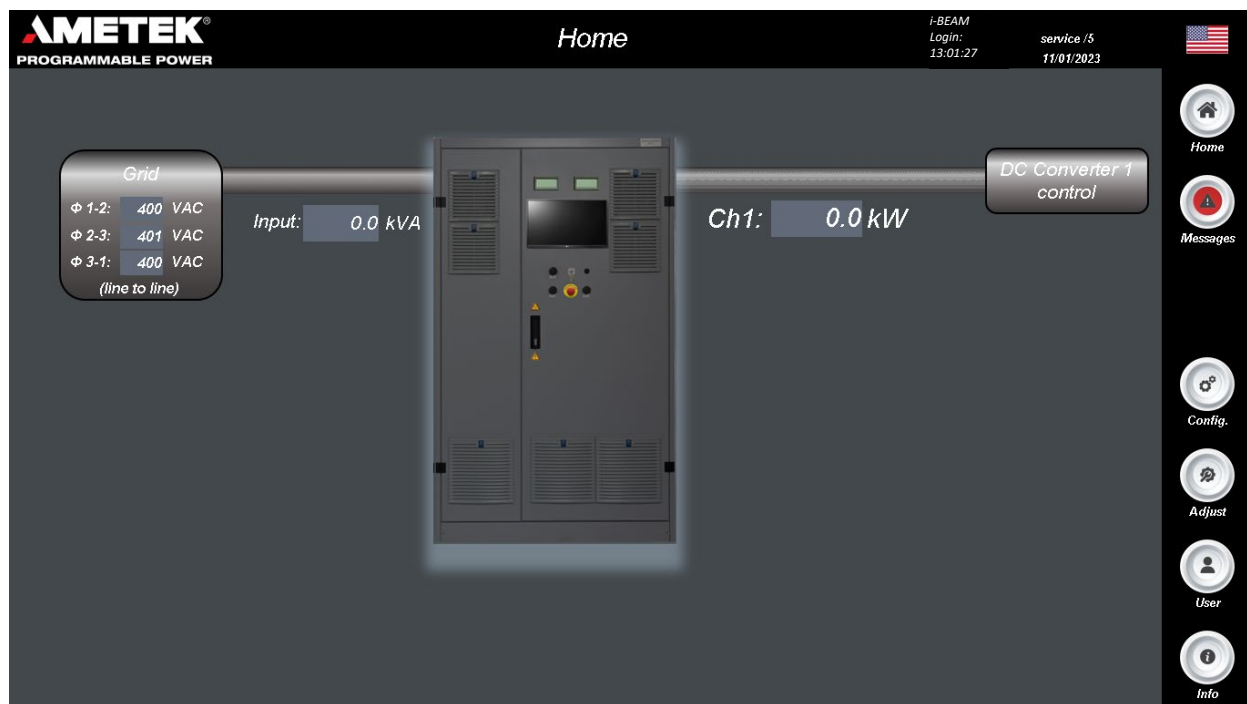 AMETEK®
PROGRAMMABLE POWER
Home
i-BEAM
Login:
13:01:27
service /5
11/01/2023
Home
Messages
Config.
Adjust
User
Info
Grid
Φ 1-2: 400 VAC
Φ 2-3: 401 VAC
Φ 3-1: 400 VAC
(line to line)
Input: 0.0 kVA
Ch1: 0.0 kW
DC Converter 1
control